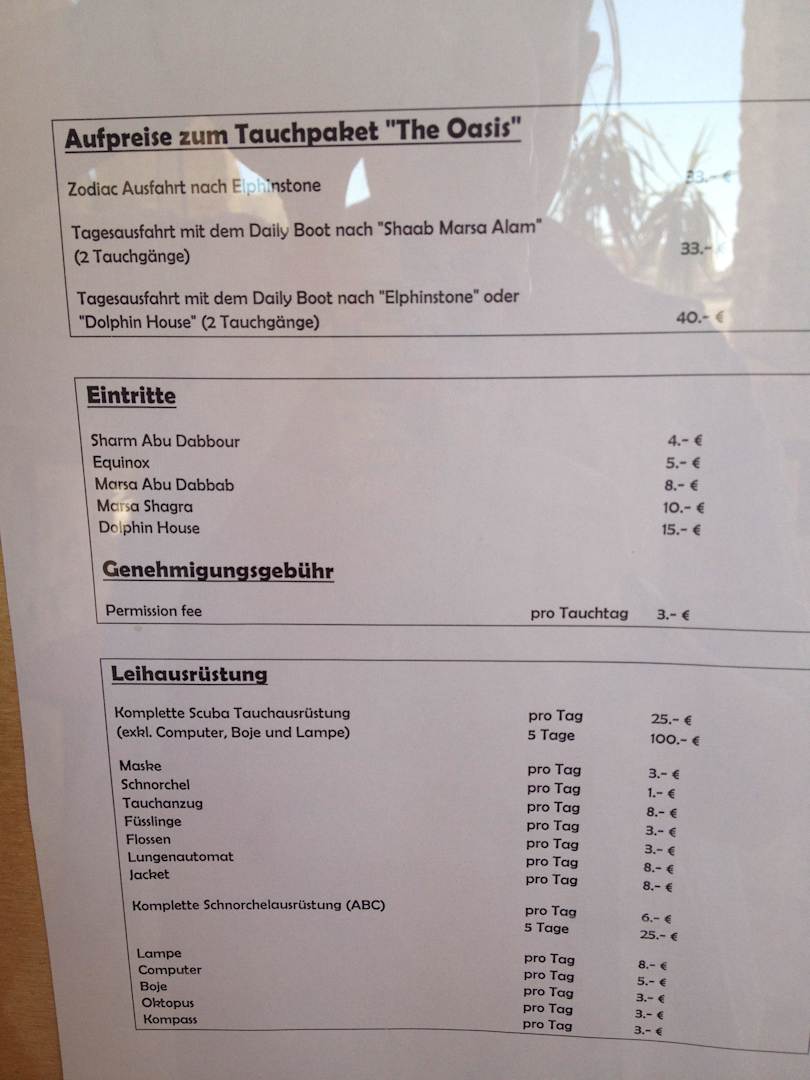 Aufpreise zum Tauchpaket "The Oasis"
Zodiac Ausfahrt nach Elphinstone 33.- €
Tagesausfahrt mit dem Daily Boot nach "Shaab Marsa Alam"
(2 Tauchgänge) 33.- €
Tagesausfahrt mit dem Daily Boot nach "Elphinstone" oder
"Dolphin House" (2 Tauchgänge) 40.- €
Eintritte
Sharm Abu Dabbour 4.- €
Equinox 5.- €
Marsa Abu Dabbab 8.- €
Marsa Shagra 10.- €
Dolphin House 15.- €
Genehmigungsgebühr
Permission fee pro Tauchtag 3.- €
Leihausrüstung
Komplette Scuba Tauchausrüstung pro Tag 25.- €
(exkl. Computer, Boje und Lampe) 5 Tage 100.- €
Maske pro Tag 3.- €
Schnorchel pro Tag 1.- €
Tauchanzug pro Tag 8.- €
Füsslinge pro Tag 3.- €
Flossen pro Tag 3.- €
Lungenautomat pro Tag 8.- €
Jacket pro Tag 8.- €
Komplette Schnorchelausrüstung (ABC) pro Tag 6.- €
5 Tage 25.- €
Lampe pro Tag 8.- €
Computer pro Tag 5.- €
Boje pro Tag 3.- €
Oktopus pro Tag 3.- €
Kompass pro Tag 3.- €